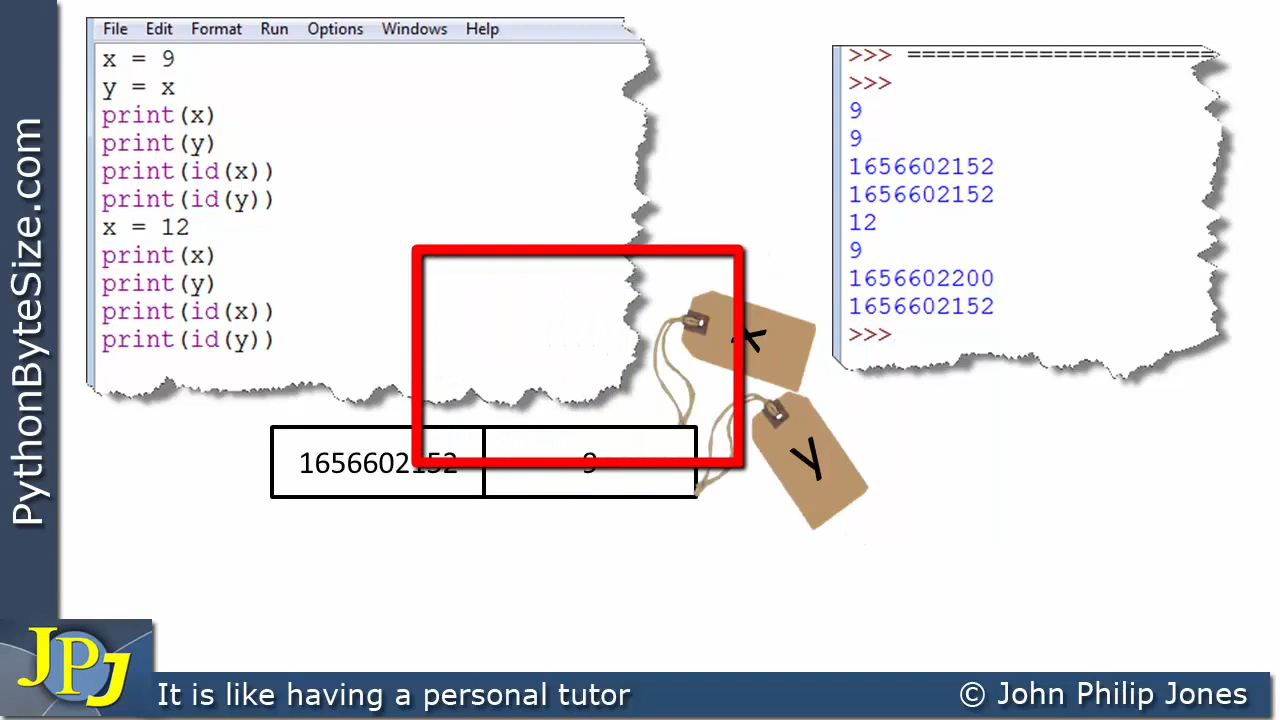 PythonByteSize.com
File Edit Format Run Options Windows Help
x = 9
y = x
print(x)
print(y)
print(id(x))
print(id(y))
x = 12
print(x)
print(y)
print(id(x))
print(id(y))
>>> ======================
>>>
9
9
1656602152
1656602152
12
9
1656602200
1656602152
>>>
x
y
1656602152 9
JPJ
It is like having a personal tutor
© John Philip Jones